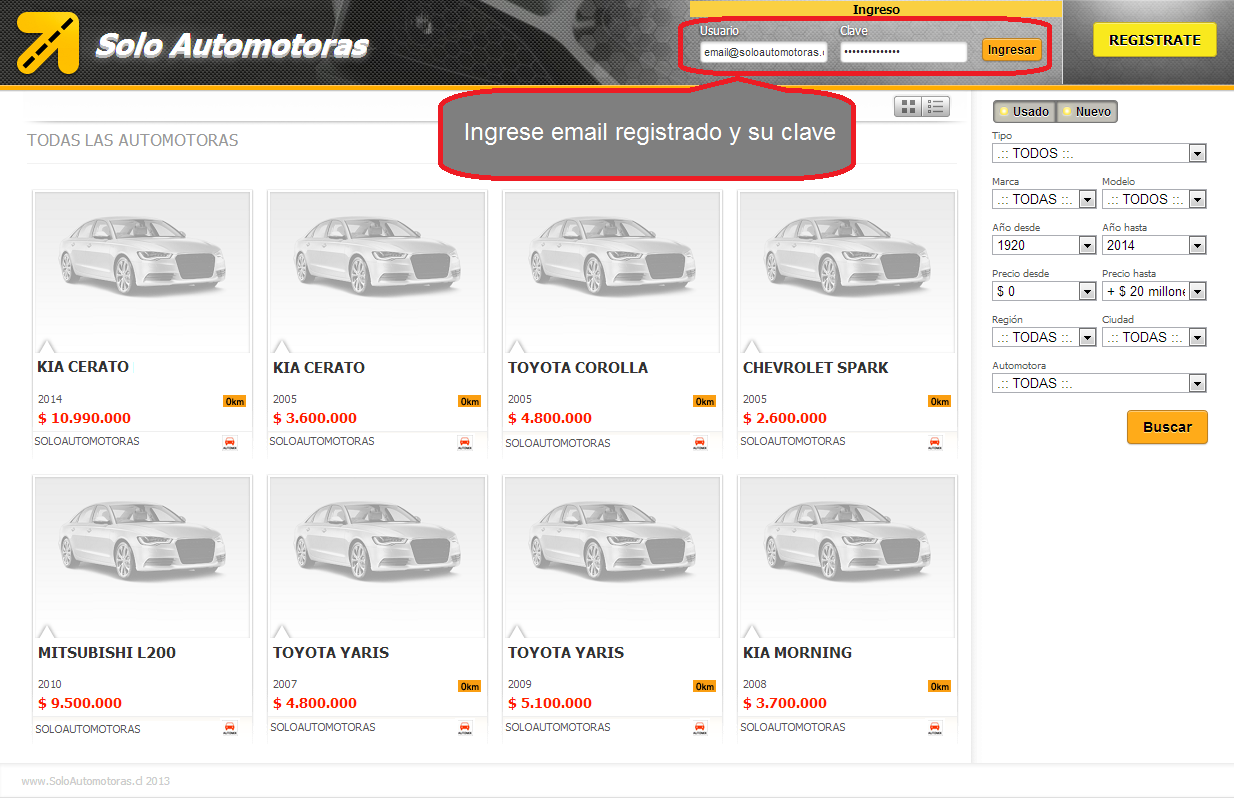 Solo Automotoras
Ingreso
Usuario
Clave
email@soloautomotoras.
••••••••••••••
Ingresar
REGISTRATE
Ingrese email registrado y su clave
TODAS LAS AUTOMOTORAS
KIA CERATO
2014
0km
$ 10.990.000
SOLOAUTOMOTORAS
KIA CERATO
2005
0km
$ 3.600.000
SOLOAUTOMOTORAS
TOYOTA COROLLA
2005
0km
$ 4.800.000
SOLOAUTOMOTORAS
CHEVROLET SPARK
2005
0km
$ 2.600.000
SOLOAUTOMOTORAS
MITSUBISHI L200
2010
$ 9.500.000
SOLOAUTOMOTORAS
TOYOTA YARIS
2007
0km
$ 4.800.000
SOLOAUTOMOTORAS
TOYOTA YARIS
2009
0km
$ 5.100.000
SOLOAUTOMOTORAS
KIA MORNING
2008
0km
$ 3.700.000
SOLOAUTOMOTORAS
Usado
Nuevo
Tipo
.:: TODOS ::.
Marca
Modelo
.:: TODAS ::.
.:: TODOS ::.
Año desde
Año hasta
1920
2014
Precio desde
Precio hasta
$ 0
+ $ 20 millone
Región
Ciudad
.:: TODAS ::.
.:: TODAS ::.
Automotora
.:: TODAS ::.
Buscar
www.SoloAutomotoras.cl 2013